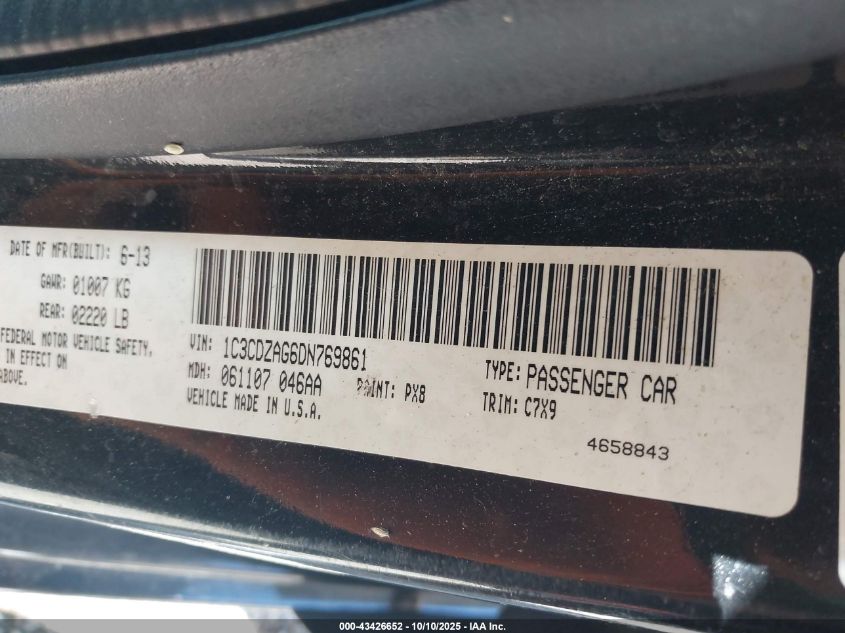 DATE OF MFR(BUILT): 6-13
GAWR: 01007 KG
REAR: 02220 LB
FEDERAL MOTOR VEHICLE SAFETY,
IN EFFECT ON
ABOVE.
VIN: 1C3CDZAG6DN769861
MDH: 061107 046AA PAINT: PX8
VEHICLE MADE IN U.S.A.
TYPE: PASSENGER CAR
TRIM: C7X9
4658843
000-43426652 - 10/10/2025 - IAA Inc.